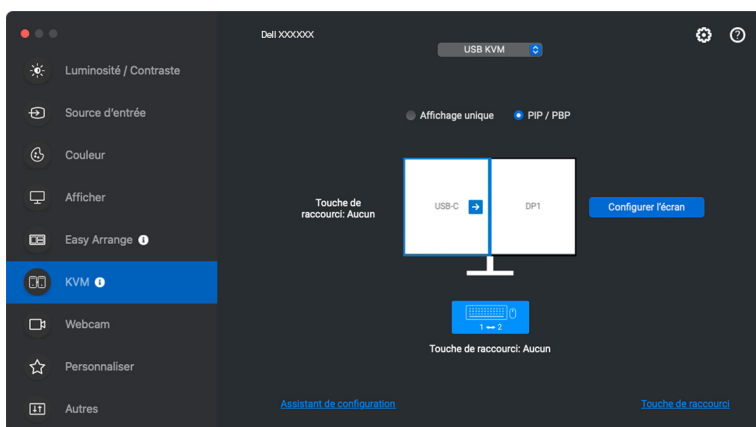 Dell XXXXXX
USB KVM
Luminosité / Contraste
Source d'entrée
Couleur
Afficher
Easy Arrange
KVM
Webcam
Personnaliser
Autres
Affichage unique
PIP / PBP
Touche de
raccourci: Aucun
USB-C
DP1
Configurer l'écran
1 ↔ 2
Touche de raccourci: Aucun
Assistant de configuration
Touche de raccourci